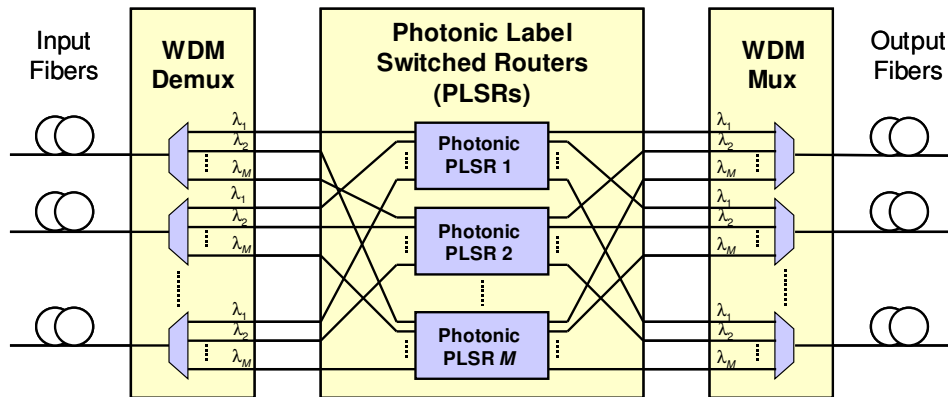 Input
Fibers
WDM
Demux
Photonic Label
Switched Routers
(PLSRs)
WDM
Mux
Output
Fibers
λ1
λ2
λM
λ1
λ2
λM
λ1
λ2
λM
Photonic
PLSR 1
Photonic
PLSR 2
Photonic
PLSR M
λ1
λ2
λM
λ1
λ2
λM
λ1
λ2
λM